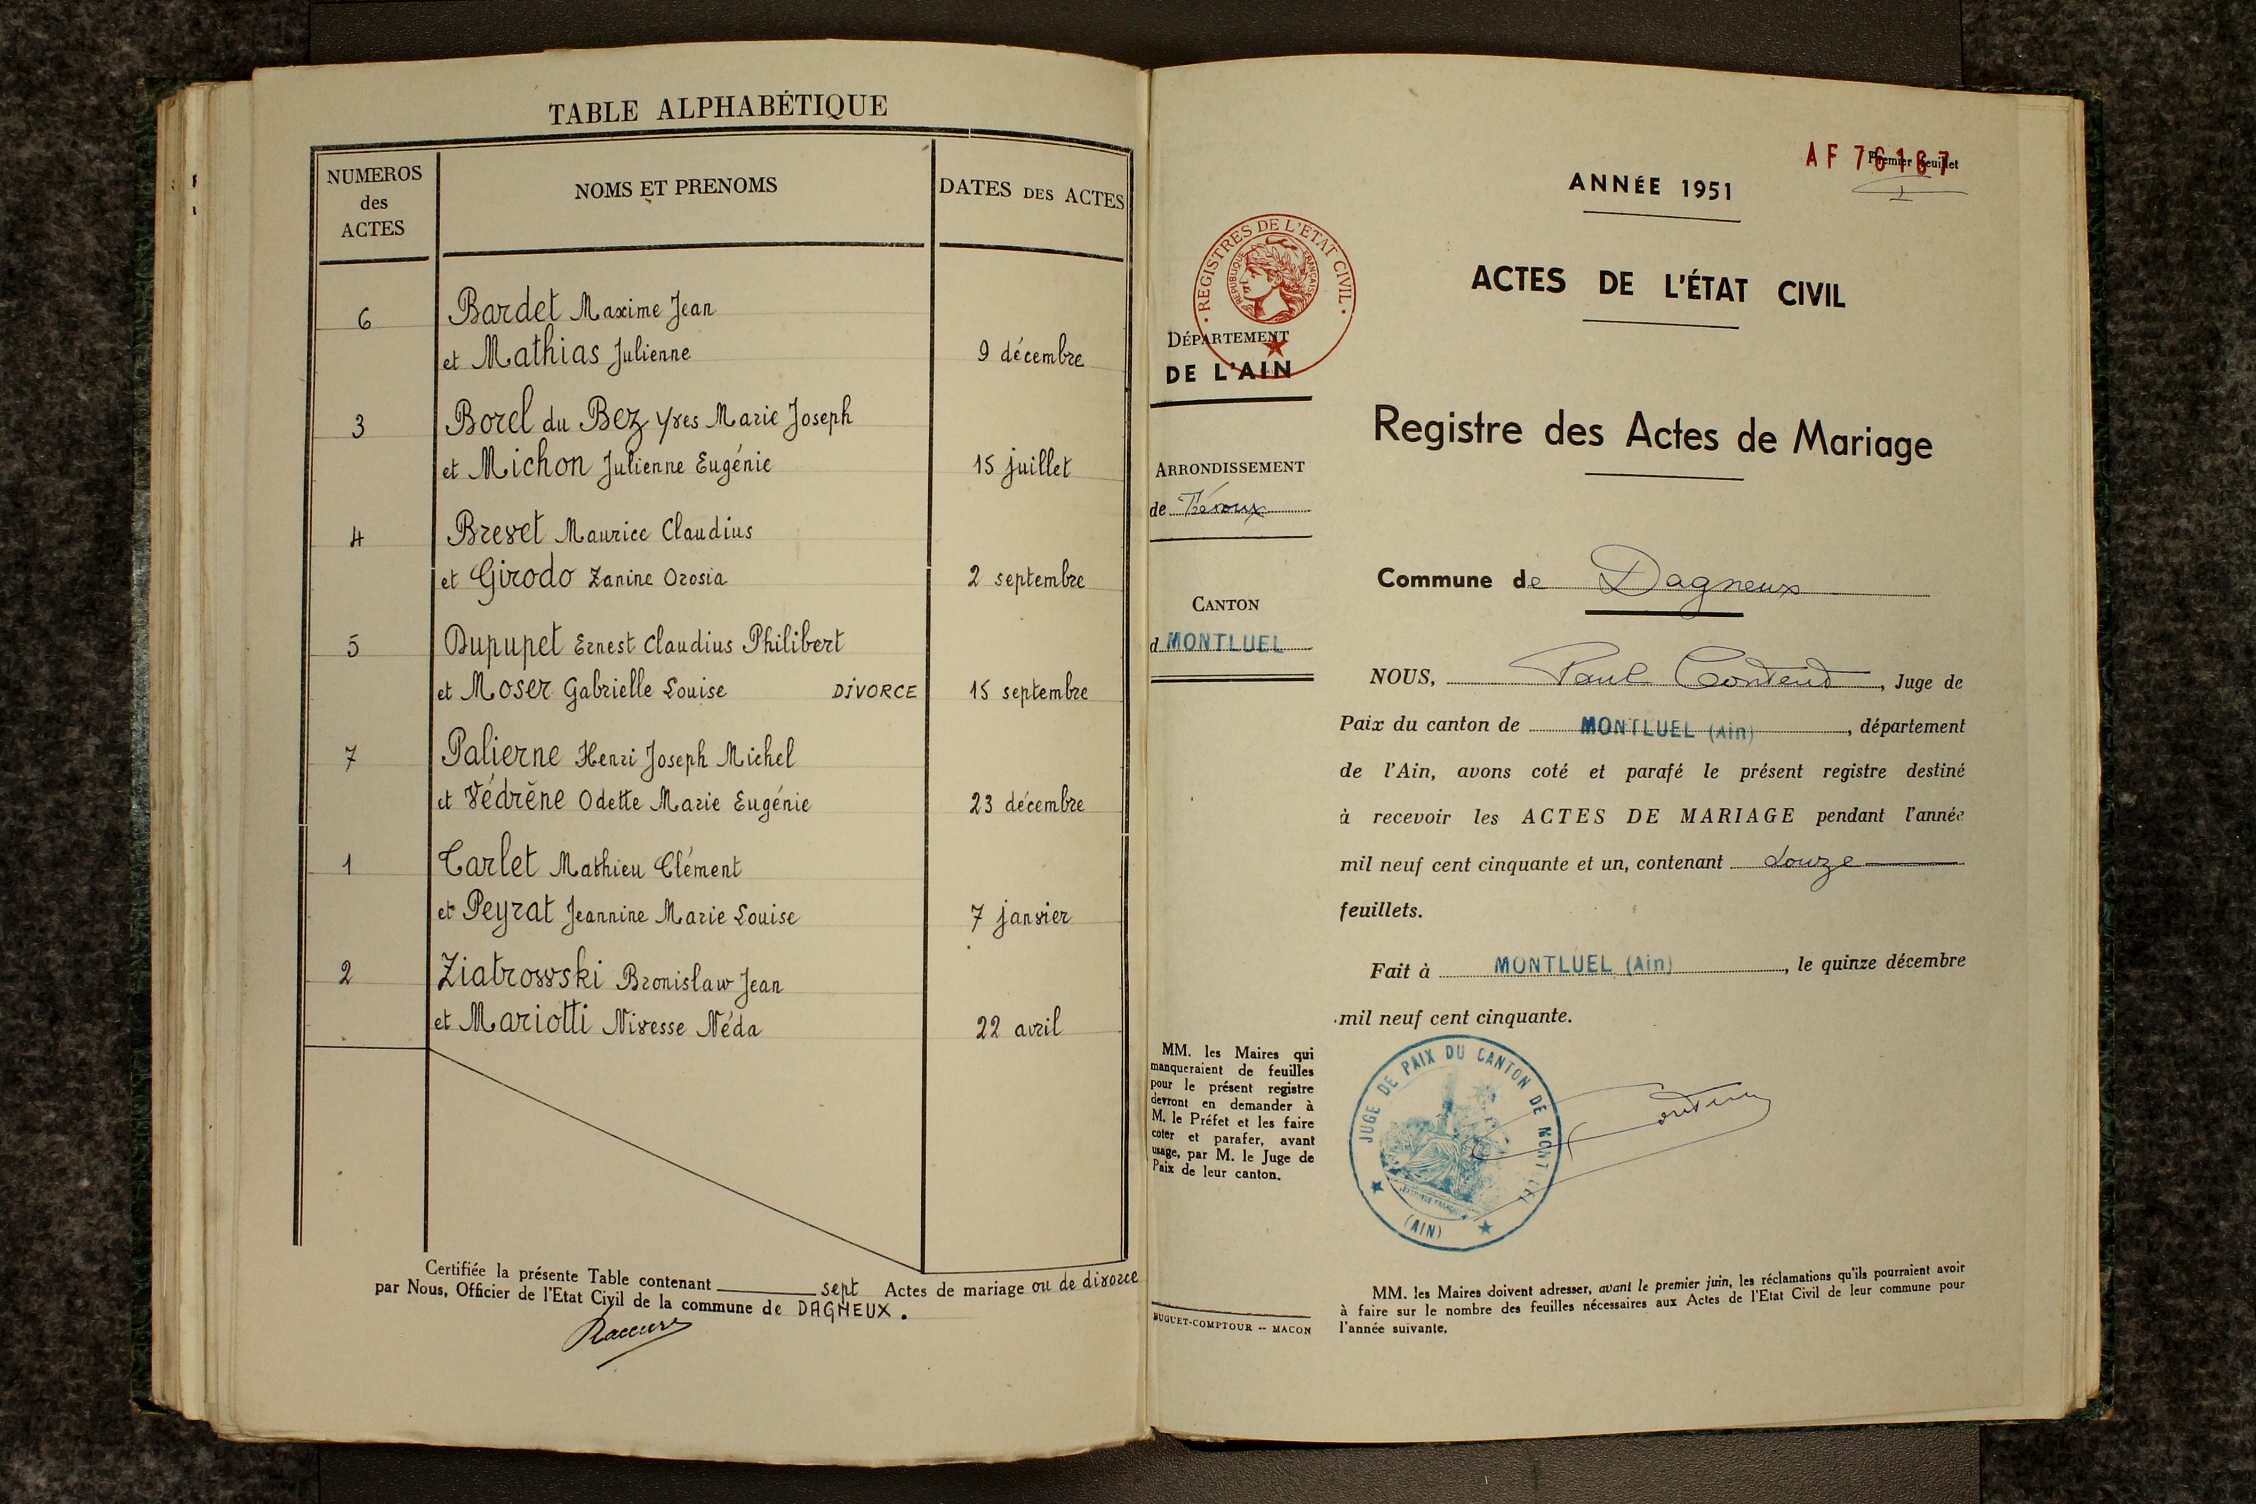 TABLE ALPHABÉTIQUE
NUMEROS des ACTES
NOMS ET PRENOMS
DATES DES ACTES
6 Bardet Maxime Jean
et Mathias Julienne 9 décembre
3 Borel du Bez Yves Marie Joseph
et Michon Julienne Eugénie 15 juillet
4 Brevet Maurice Claudius
et Girodo Zanine Orosia 2 septembre
5 Dupupet Ernest Claudius Philibert
et Moser Gabrielle Louise DIVORCE 15 septembre
7 Palierne Henri Joseph Michel
et Védrène Odette Marie Eugénie 23 décembre
1 Tarlet Mathieu Clément
et Peyrat Jeannine Marie Louise 7 janvier
2 Ziatrowski Bronislaw Jean
et Mariotti Nivesse Néda 22 avril
Certifiée la présente Table contenant sept Actes de mariage ou de divorce
par Nous, Officier de l'Etat Civil de la commune de DAGNEUX.
AF 76167
Premier feuillet
I
ANNÉE 1951
ACTES DE L'ÉTAT CIVIL
Registre des Actes de Mariage
· REGISTRES DE L'ETAT CIVIL ·
REPUBLIQUE FRANÇAISE
DÉPARTEMENT
DE L'AIN
ARRONDISSEMENT
de Trévoux
CANTON
d MONTLUEL
MM. les Maires qui
manqueraient de feuilles
pour le présent registre
devront en demander à
M. le Préfet et les faire
coter et parafer, avant
usage, par M. le Juge de
Paix de leur canton.
BUGUET-COMPTOUR -- MACON
Commune de Dagneux
NOUS, Paul , Juge de
Paix du canton de MONTLUEL (Ain), département
de l'Ain, avons coté et parafé le présent registre destiné
à recevoir les ACTES DE MARIAGE pendant l'année
mil neuf cent cinquante et un, contenant douze
feuillets.
Fait à MONTLUEL (Ain), le quinze décembre
mil neuf cent cinquante.
JUGE DE PAIX DU CANTON DE MONTLUEL
(AIN)
MM. les Maires doivent adresser, avant le premier juin, les réclamations qu'ils pourraient avoir
à faire sur le nombre des feuilles nécessaires aux Actes de l'Etat Civil de leur commune pour
l'année suivante.